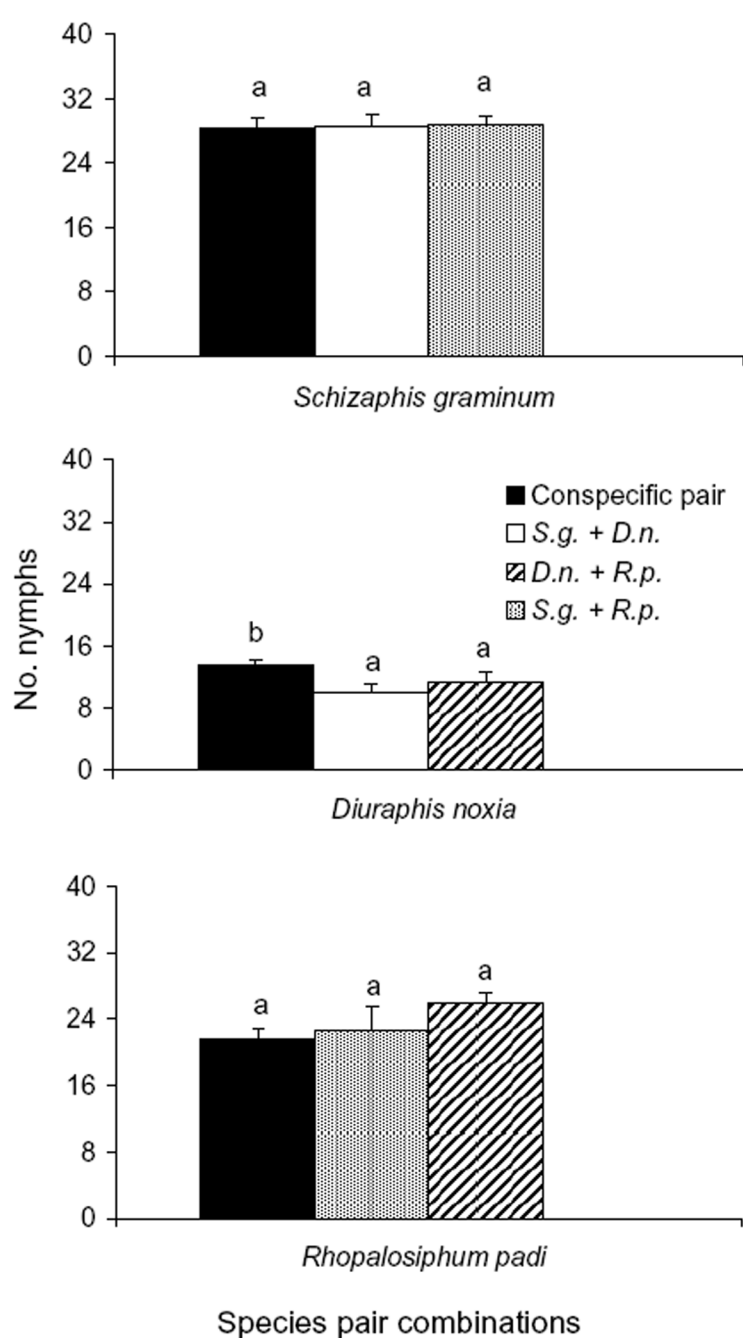 40
a a a
32
24
16
8
0
Schizaphis graminum
40
Conspecific pair
32
S.g. + D.n.
24
D.n. + R.p.
S.g. + R.p.
No. nymphs
16
b a a
8
0
Diuraphis noxia
40
32
a a a
24
16
8
0
Rhopalosiphum padi
Species pair combinations